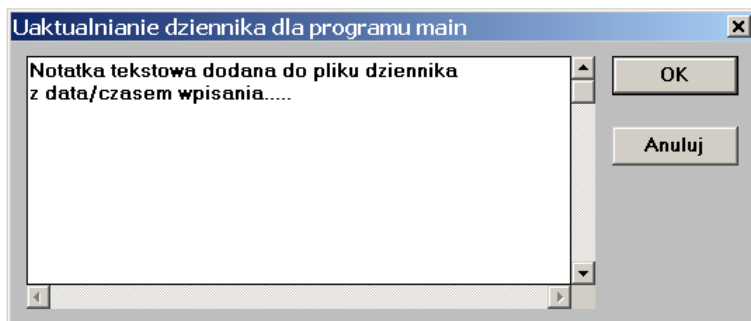 Uaktualnianie dziennika dla programu main
Notatka tekstowa dodana do pliku dziennika
z data/czasem wpisania.....
OK
Anuluj